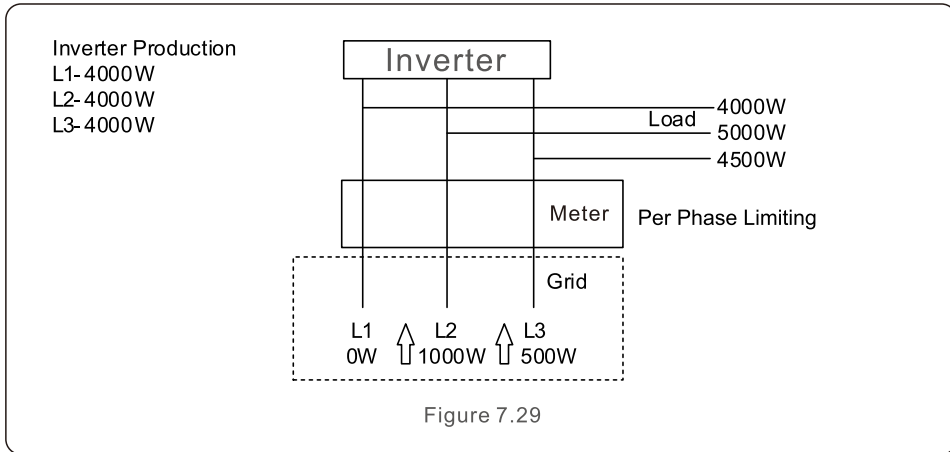 Inverter Production
L1-4000W
L2-4000W
L3-4000W
Inverter
4000W
Load
5000W
4500W
Meter
Per Phase Limiting
Grid
L1 L2 L3
0W 1000W 500W
Figure 7.29